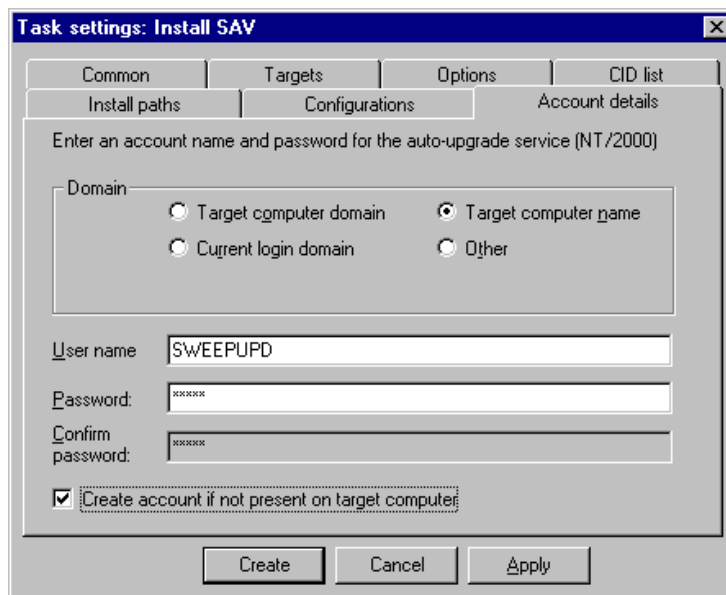 Task settings: Install SAV
Common Targets Options CID list
Install paths Configurations Account details
Enter an account name and password for the auto-upgrade service (NT/2000)
Domain
Target computer domain Target computer name
Current login domain Other
User name SWEEPUPD
Password: *****
Confirm
password: *****
Create account if not present on target computer
Create Cancel Apply